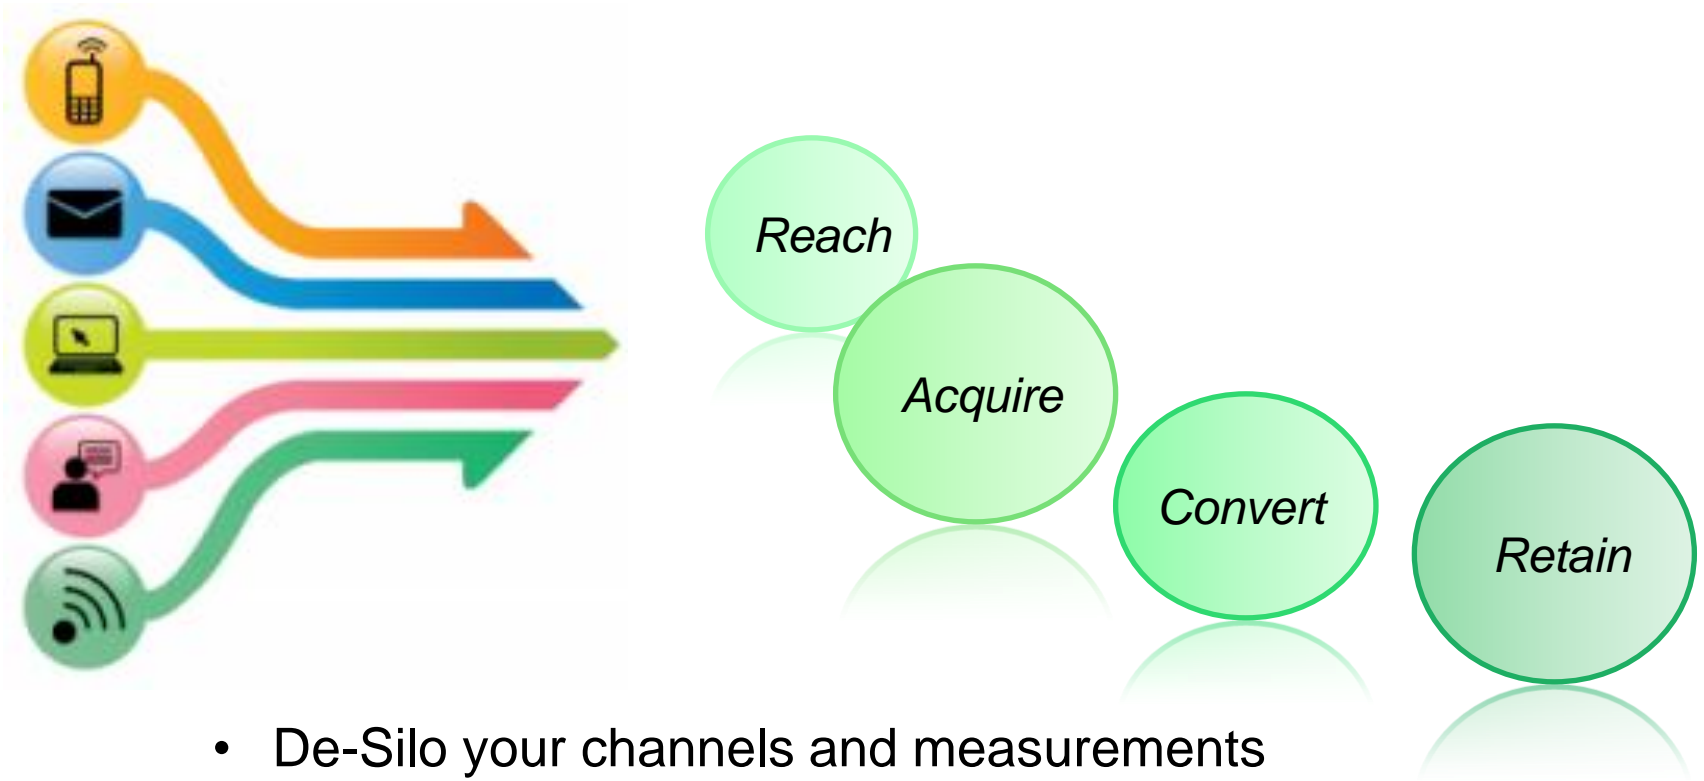 Reach
Acquire
Convert
Retain
• De-Silo your channels and measurements